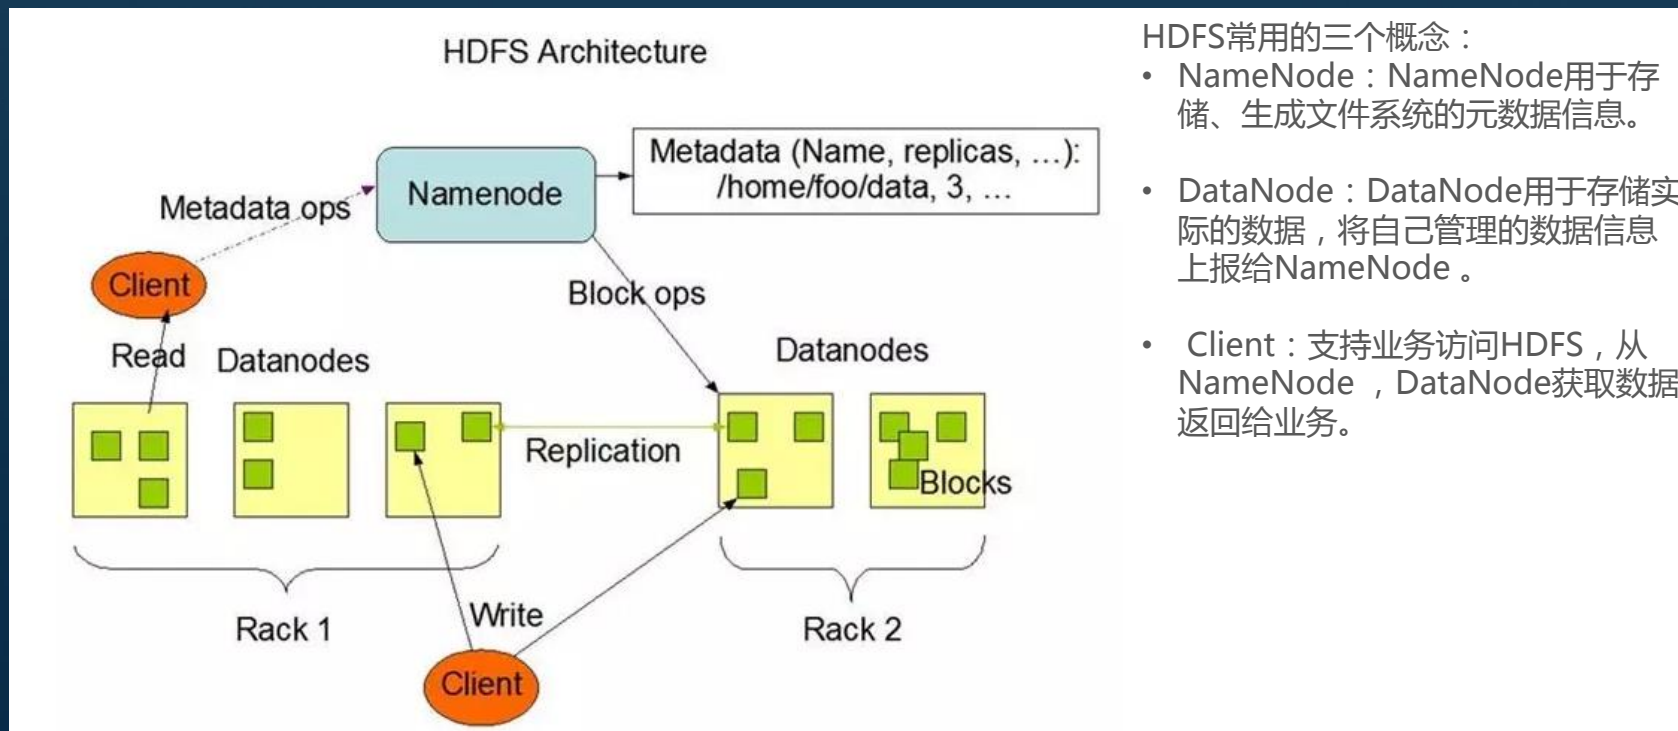 HDFS Architecture
Metadata (Name, replicas, …):
/home/foo/data, 3, …
Namenode
Metadata ops
Client
Block ops
Read
Datanodes
Datanodes
Replication
Blocks
Rack 1
Write
Rack 2
Client
HDFS常用的三个概念：
• NameNode：NameNode用于存
储、生成文件系统的元数据信息。
• DataNode：DataNode用于存储实
际的数据，将自己管理的数据信息
上报给NameNode 。
• Client：支持业务访问HDFS，从
NameNode ，DataNode获取数据
返回给业务。